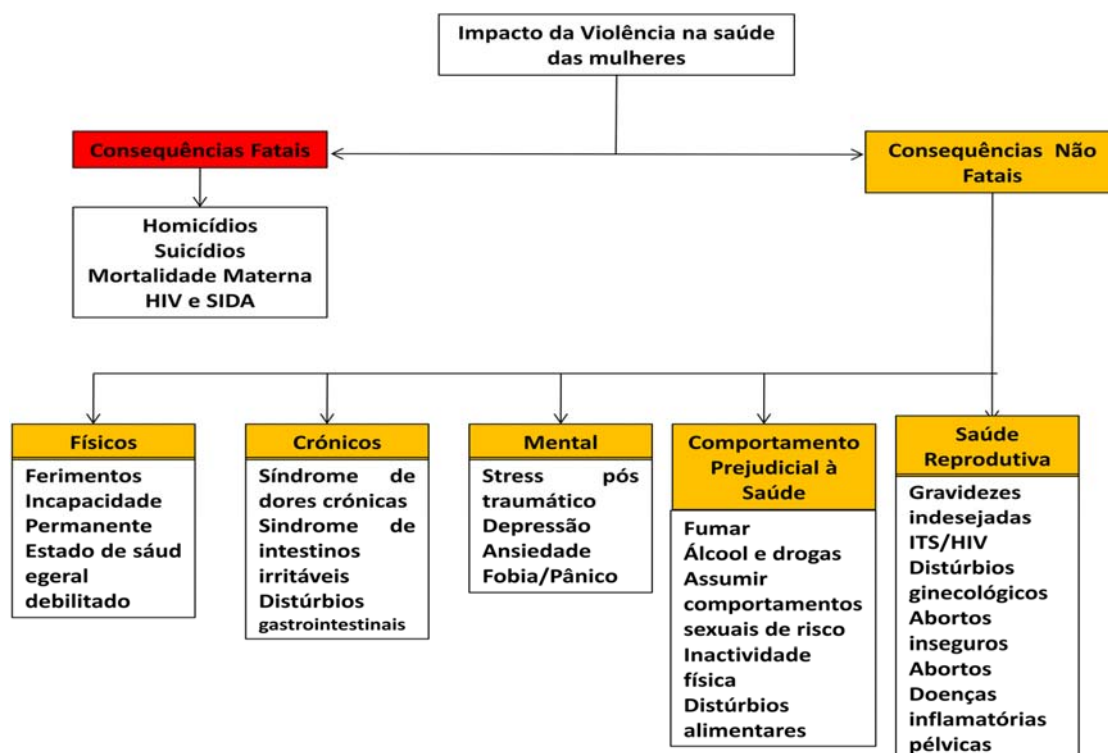 Impacto da Violência na saúde
das mulheres
Consequências Fatais
Consequências Não
Fatais
Homicídios
Suicídios
Mortalidade Materna
HIV e SIDA
Físicos
Ferimentos
Incapacidade
Permanente
Estado de sáud
egeral
debilitado
Crónicos
Síndrome de
dores crónicas
Sindrome de
intestinos
irritáveis
Distúrbios
gastrointestinais
Mental
Stress pós
traumático
Depressão
Ansiedade
Fobia/Pânico
Comportamento
Prejudicial à
Saúde
Fumar
Álcool e drogas
Assumir
comportamentos
sexuais de risco
Inactividade
física
Distúrbios
alimentares
Saúde
Reprodutiva
Gravidezes
indesejadas
ITS/HIV
Distúrbios
ginecológicos
Abortos
inseguros
Abortos
Doenças
inflamatórias
pélvicas